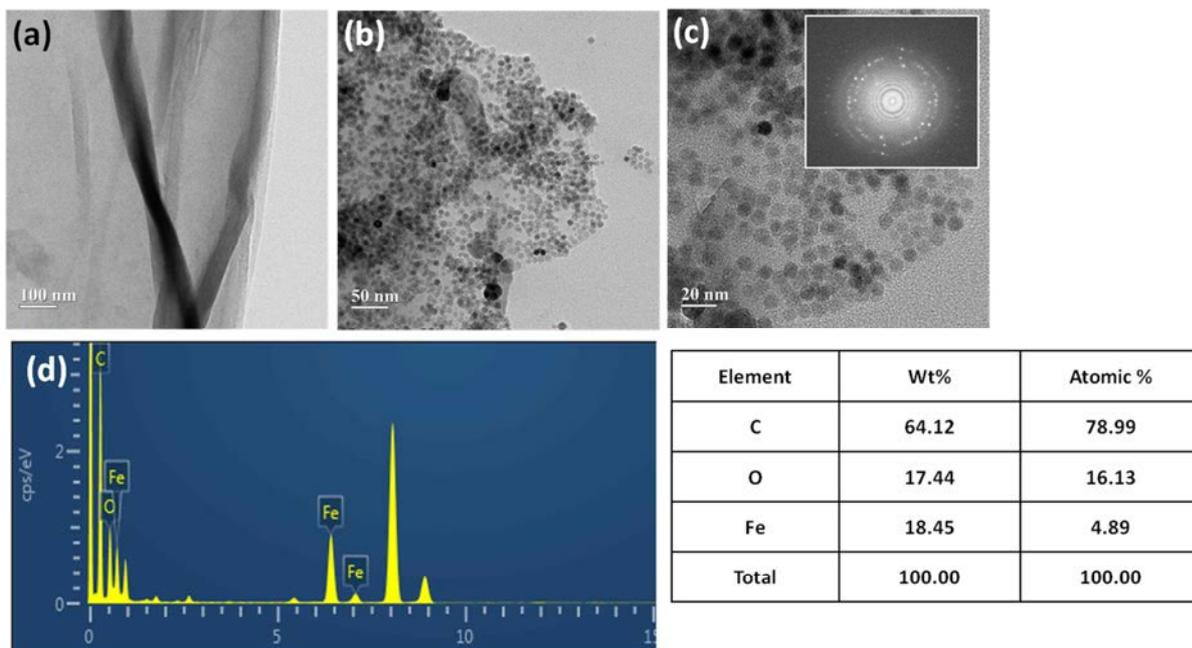 (a)
100 nm
(b)
50 nm
(c)
20 nm
(d)
C
Fe
O
Fe
Fe
cps/eV
2
0
0
5
10
15
Element Wt% Atomic %
C 64.12 78.99
O 17.44 16.13
Fe 18.45 4.89
Total 100.00 100.00